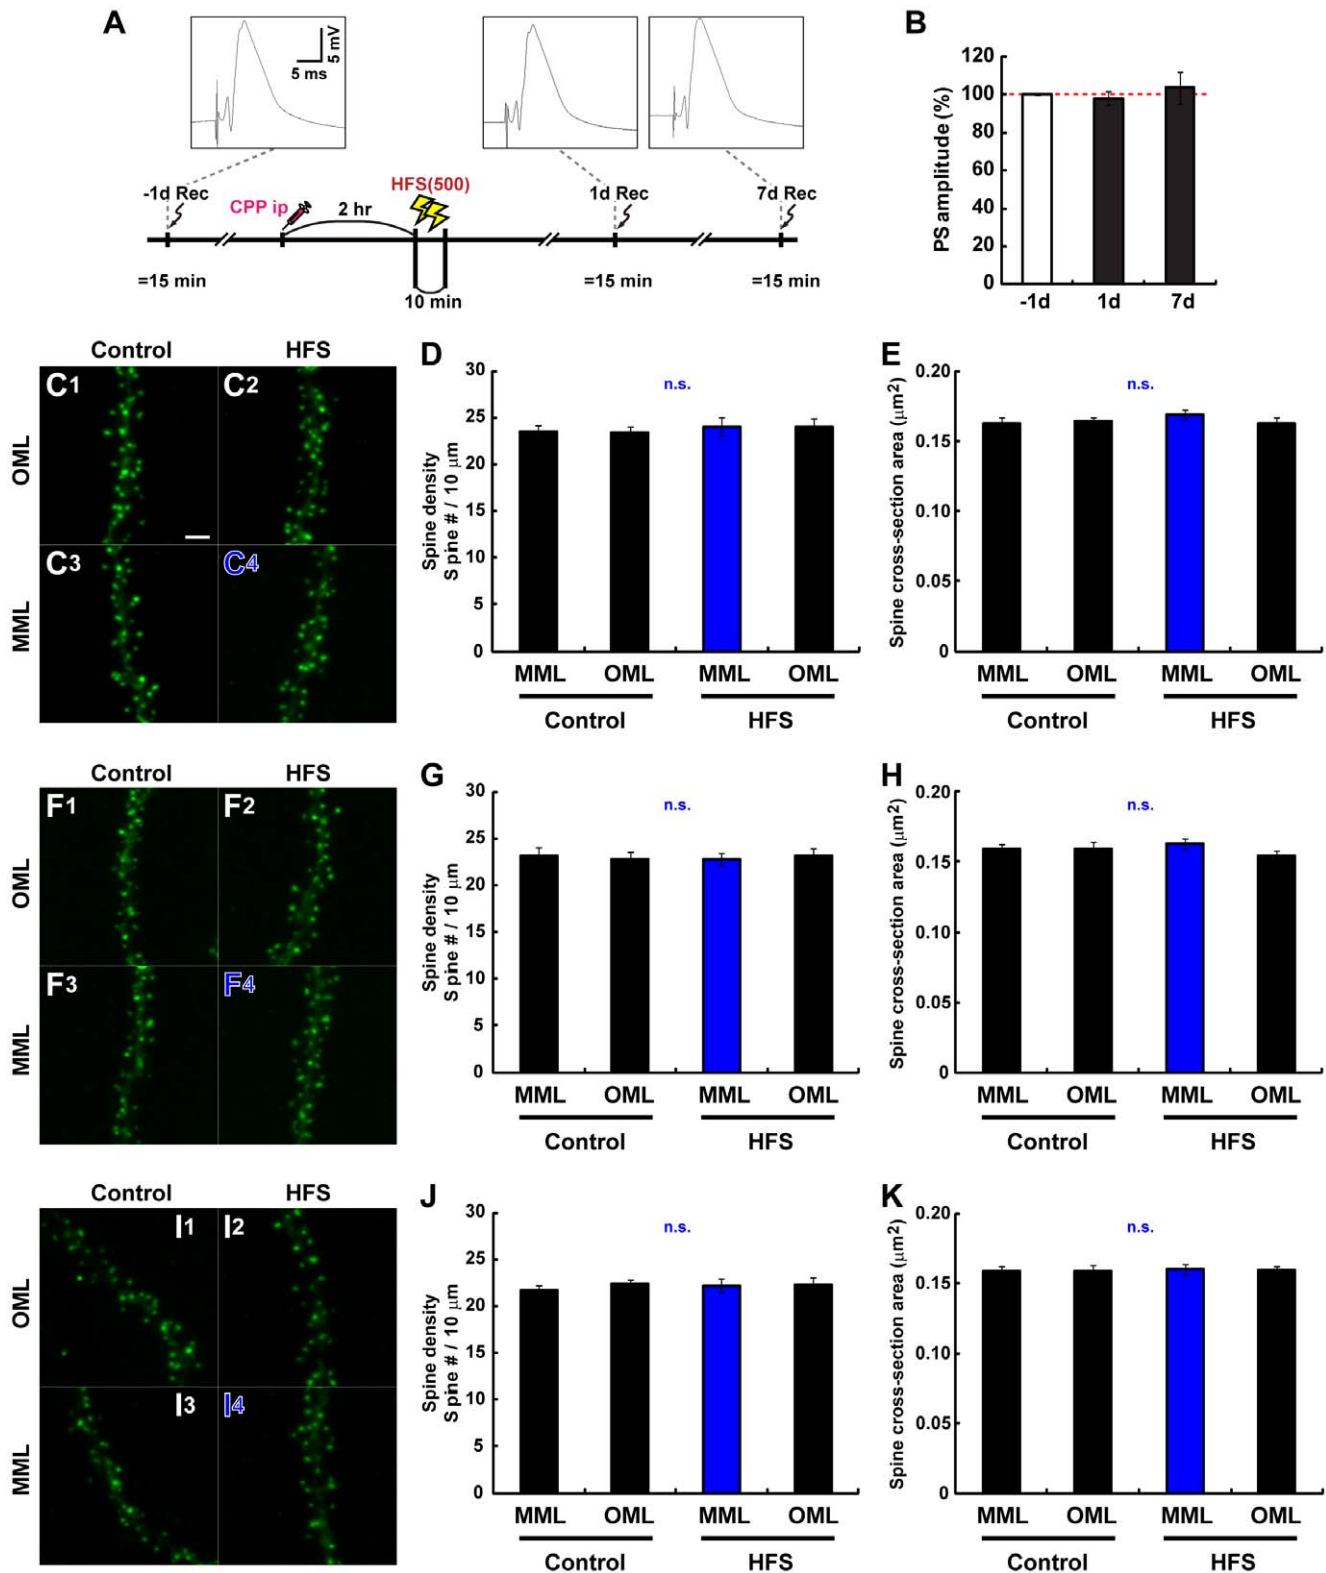 A
5 mV
5 ms
-1d Rec
CPP ip
2 hr
HFS(500)
1d Rec
7d Rec
=15 min
10 min
=15 min
=15 min
B
PS amplitude (%)
120
100
80
60
40
20
0
-1d 1d 7d
Control HFS
OML
MML
C1 C2
C3 C4
D
Spine density
S pine # / 10 μm
30
25
20
15
10
5
0
n.s.
MML OML MML OML
Control HFS
E
Spine cross-section area (μm2)
0.20
0.15
0.10
0.05
0
n.s.
MML OML MML OML
Control HFS
Control HFS
OML
MML
F1 F2
F3 F4
G
Spine density
S pine # / 10 μm
30
25
20
15
10
5
0
n.s.
MML OML MML OML
Control HFS
H
Spine cross-section area (μm2)
0.20
0.15
0.10
0.05
0
n.s.
MML OML MML OML
Control HFS
Control HFS
OML
MML
I1 I2
I3 I4
J
Spine density
S pine # / 10 μm
30
25
20
15
10
5
0
n.s.
MML OML MML OML
Control HFS
K
Spine cross-section area (μm2)
0.20
0.15
0.10
0.05
0
n.s.
MML OML MML OML
Control HFS